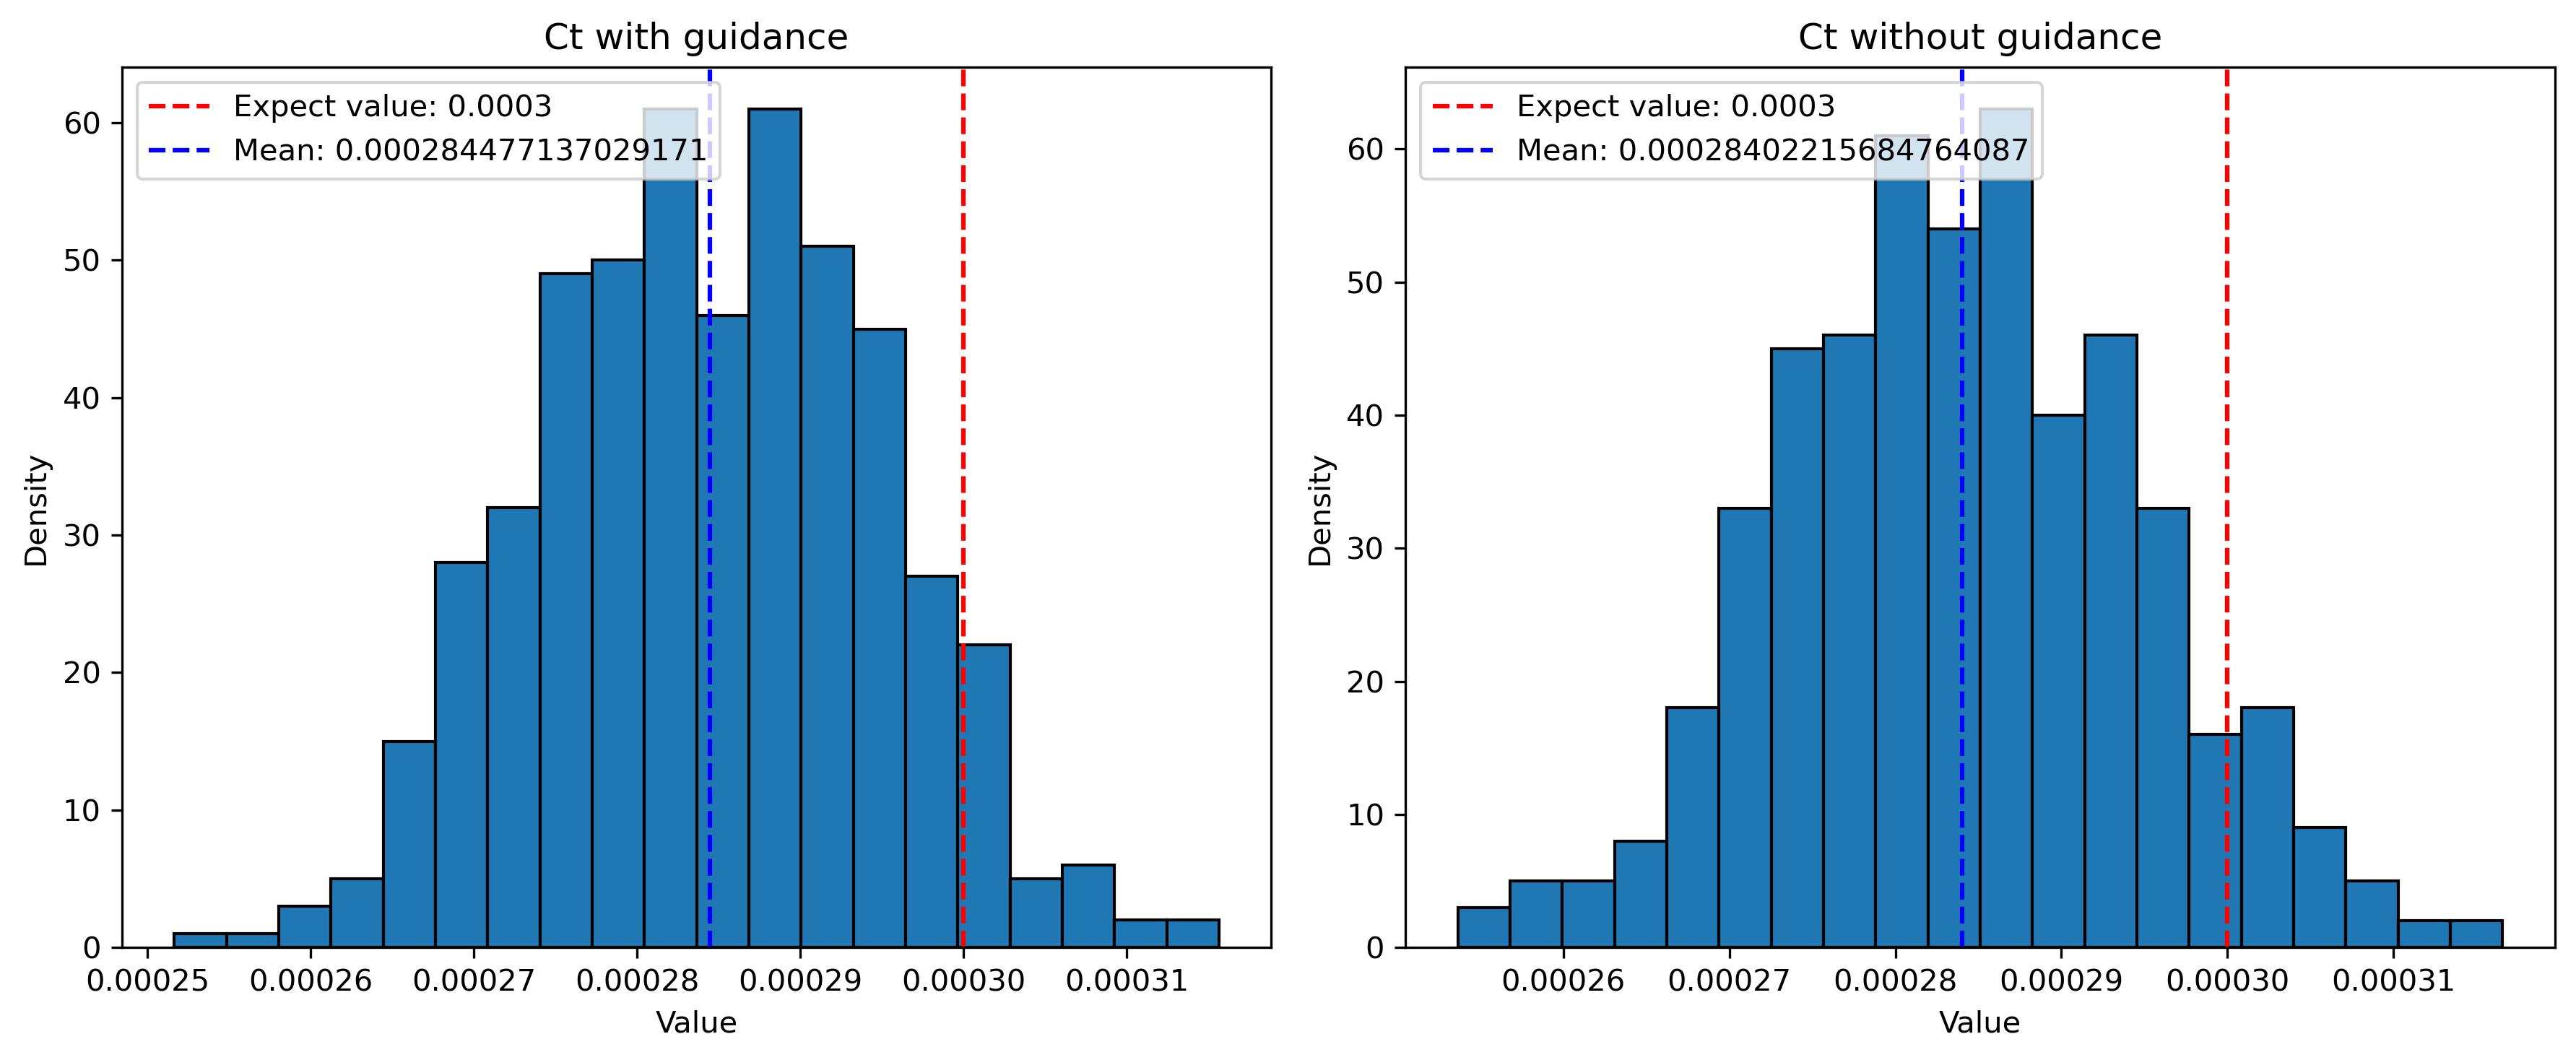 Ct with guidance
Expect value: 0.0003
Mean: 0.000284477137029171
Density
60
50
40
30
20
10
0
0.00025 0.00026 0.00027 0.00028 0.00029 0.00030 0.00031
Value
Ct without guidance
Expect value: 0.0003
Mean: 0.00028402215684764087
Density
60
50
40
30
20
10
0
0.00026 0.00027 0.00028 0.00029 0.00030 0.00031
Value